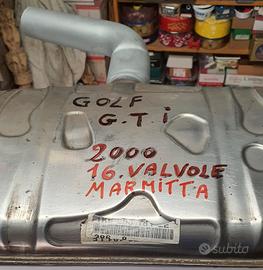 GOLF
G.T.i
2000
16.VALVOLE
MARMITTA
subito